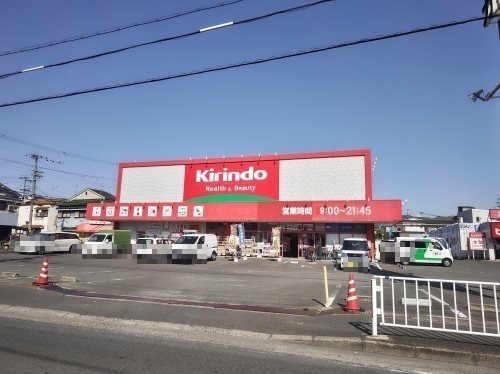 Kirindo
Health & Beauty
営業時間 9:00~21:45